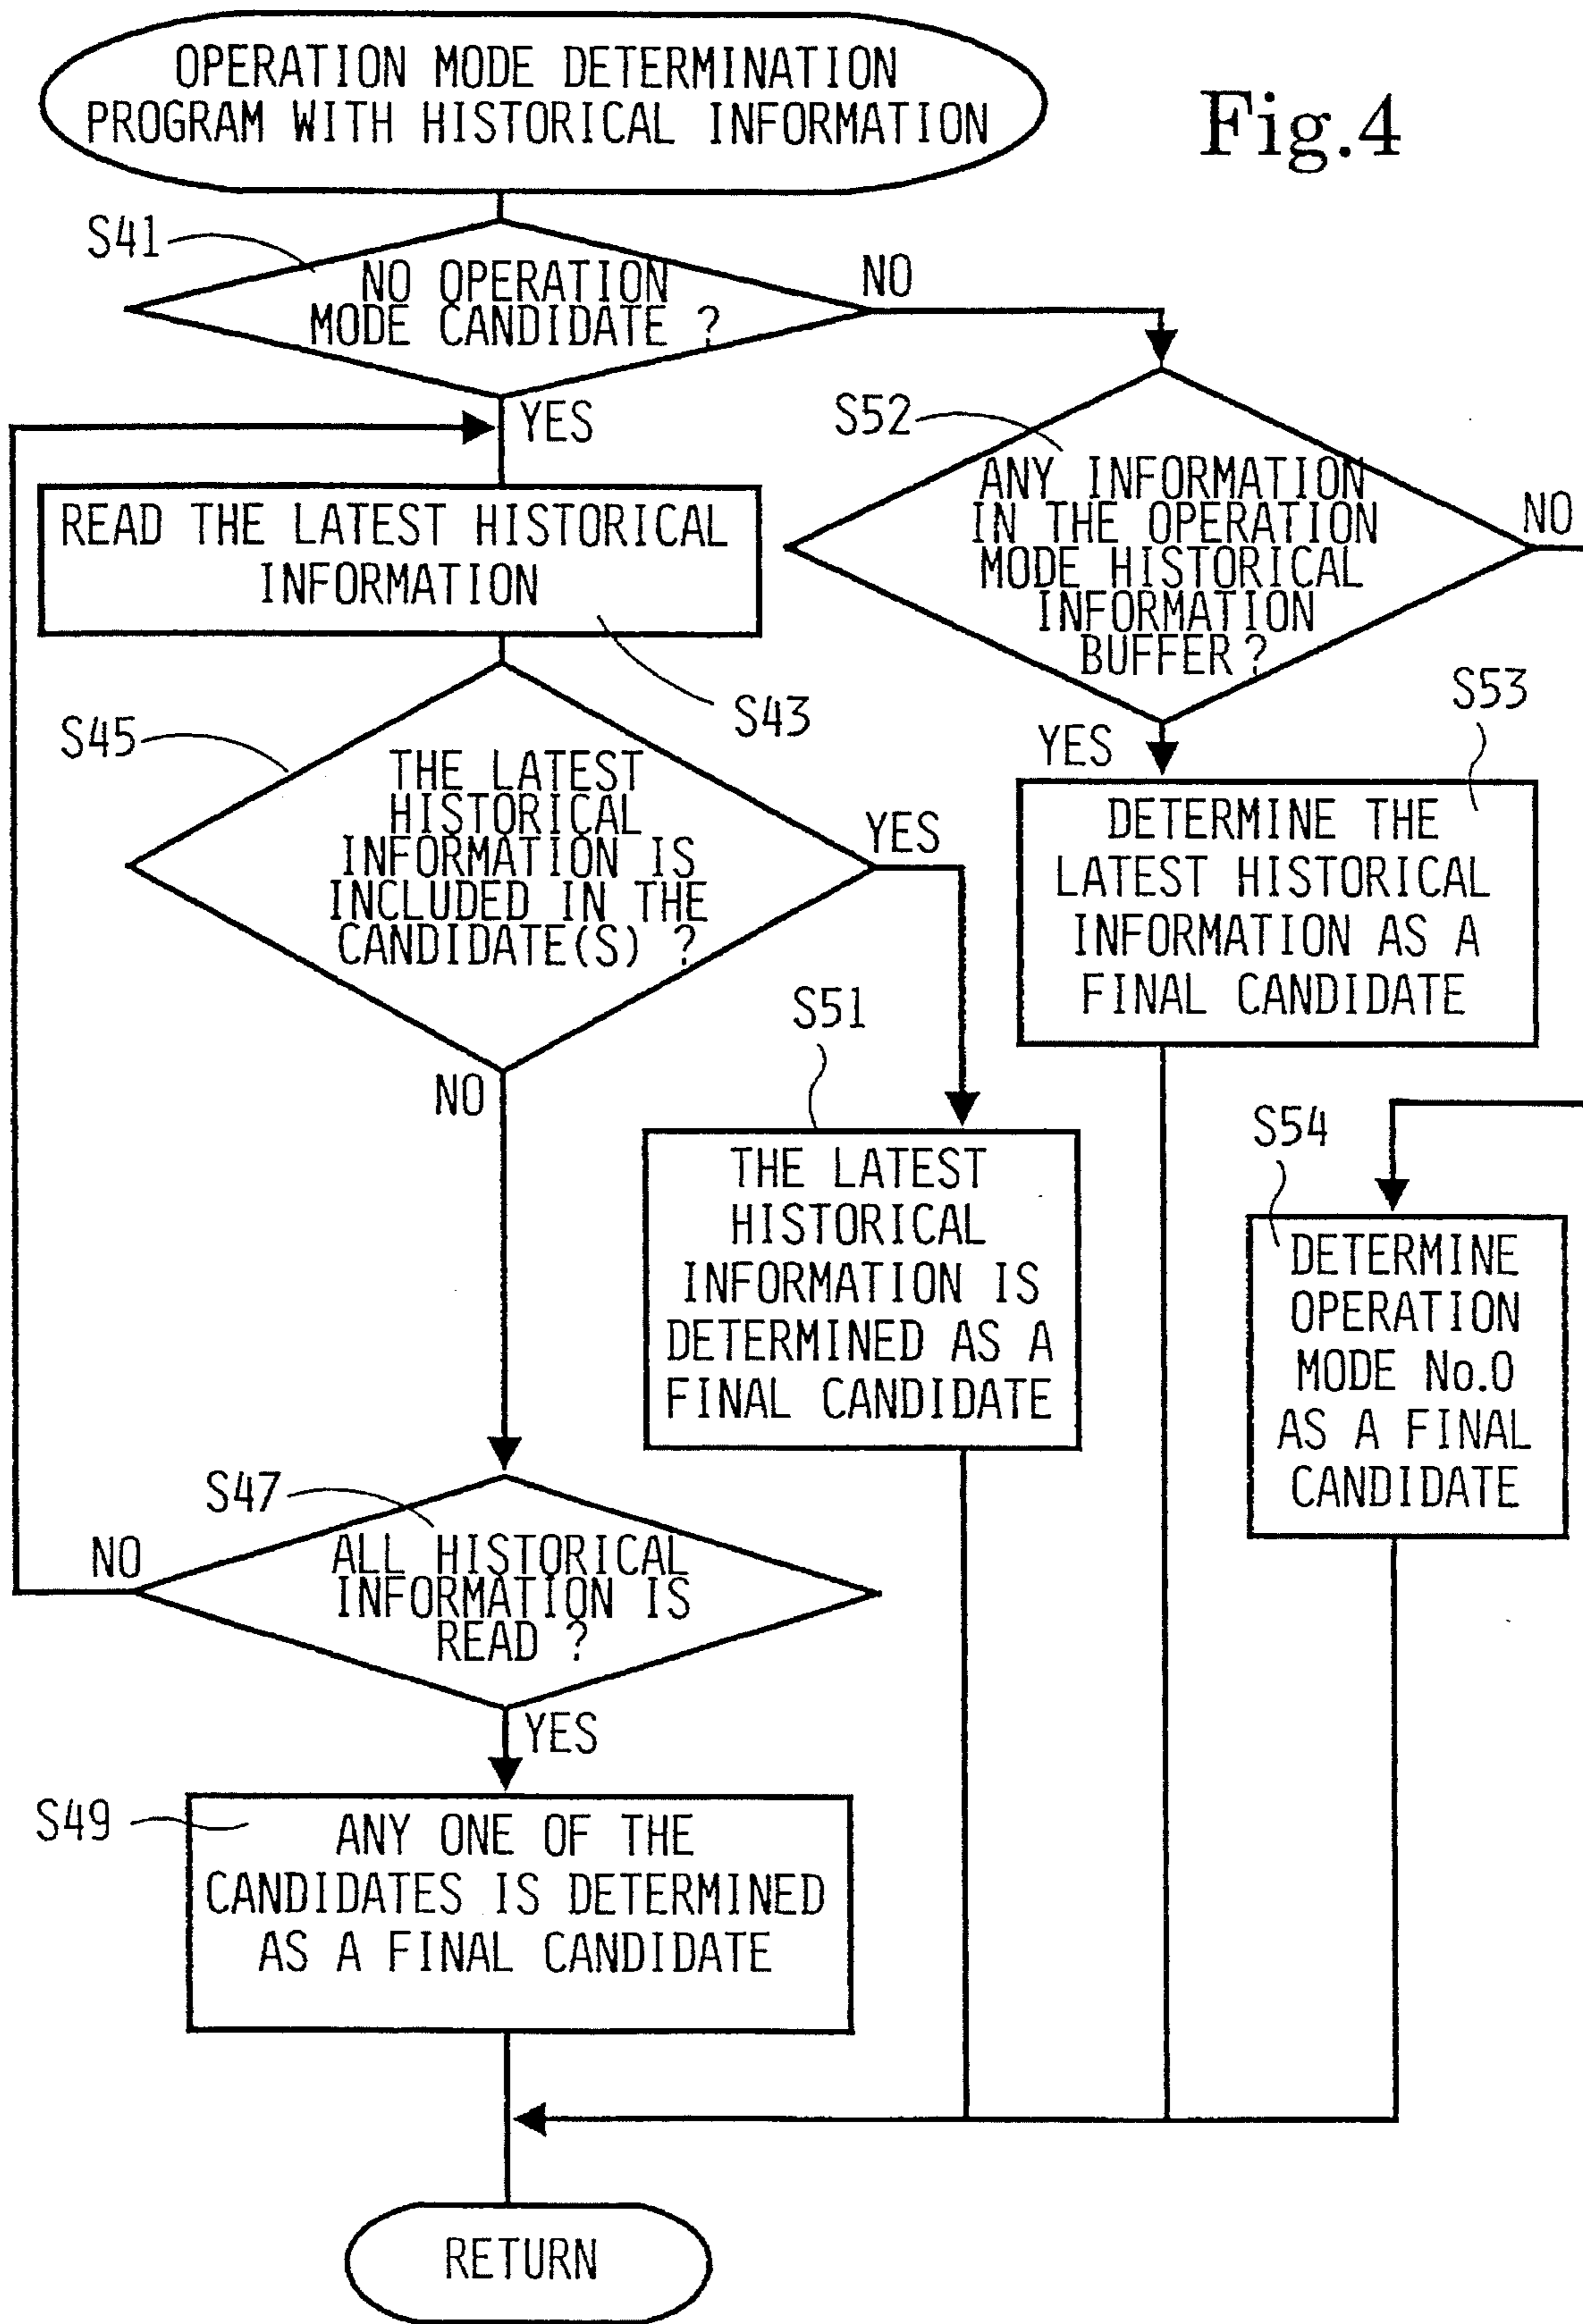 OPERATION MODE DETERMINATION
PROGRAM WITH HISTORICAL INFORMATION
Fig.4
S41
NO OPERATION
MODE CANDIDATE ?
NO
YES
S52
ANY INFORMATION
IN THE OPERATION
MODE HISTORICAL
INFORMATION
BUFFER ?
NO
YES
READ THE LATEST HISTORICAL
INFORMATION
S43
S45
THE LATEST
HISTORICAL
INFORMATION IS
INCLUDED IN THE
CANDIDATE(S) ?
YES
NO
S53
DETERMINE THE
LATEST HISTORICAL
INFORMATION AS A
FINAL CANDIDATE
S51
THE LATEST
HISTORICAL
INFORMATION IS
DETERMINED AS A
FINAL CANDIDATE
S54
DETERMINE
OPERATION
MODE No.0
AS A FINAL
CANDIDATE
S47
ALL HISTORICAL
INFORMATION IS
READ ?
NO
YES
S49
ANY ONE OF THE
CANDIDATES IS DETERMINED
AS A FINAL CANDIDATE
RETURN